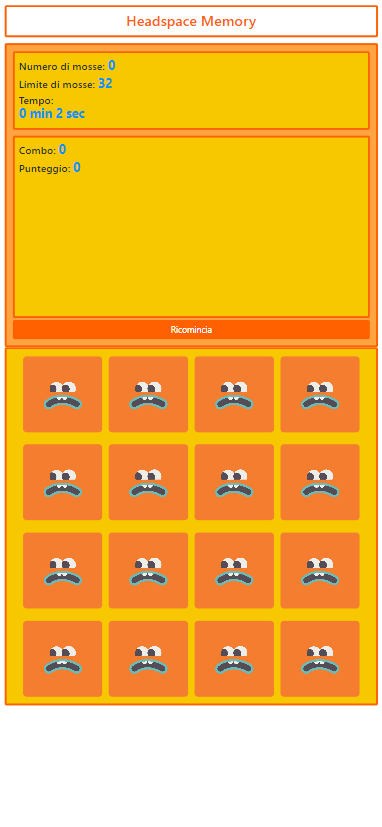 Headspace Memory
Numero di mosse: 0
Limite di mosse: 32
Tempo:
0 min 2 sec
Combo: 0
Punteggio: 0
Ricomincia